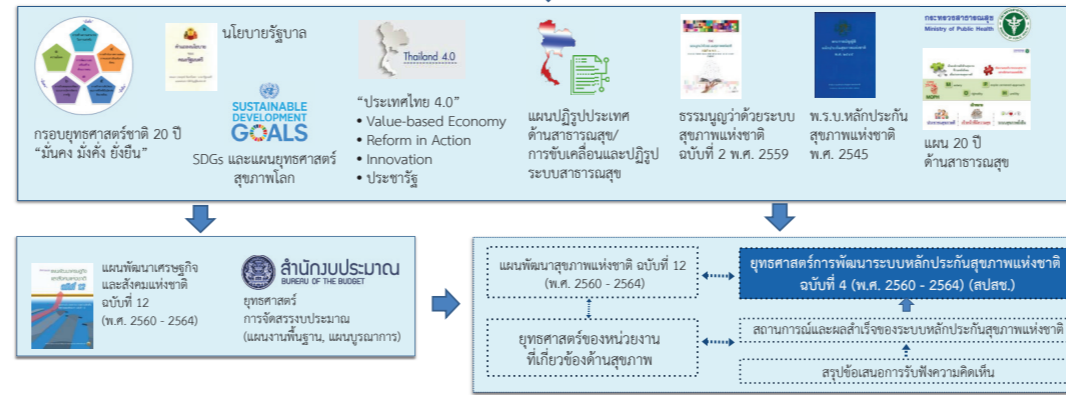 นโยบายรัฐบาล
SUSTAINABLE
DEVELOPMENT
GOALS
กรอบยุทธศาสตร์ชาติ 20 ปี
“มั่นคง มั่งคั่ง ยั่งยืน”
SDGs และแผนยุทธศาสตร์
สุขภาพโลก
Thailand 4.0
“ประเทศไทย 4.0”
• Value-based Economy
• Reform in Action
• Innovation
• ประชารัฐ
แผนปฏิรูปประเทศ
ด้านสาธารณสุข/
การขับเคลื่อนและปฏิรูป
ระบบสาธารณสุข
ธรรมนูญว่าด้วยระบบ
สุขภาพแห่งชาติ
ฉบับที่ 2 พ.ศ. 2559
พ.ร.บ.หลักประกัน
สุขภาพแห่งชาติ
พ.ศ. 2545
กระทรวงสาธารณสุข
Ministry of Public Health
แผน 20 ปี
ด้านสาธารณสุข
แผนพัฒนาเศรษฐกิจ
และสังคมแห่งชาติ
ฉบับที่ 12
(พ.ศ. 2560 - 2564)
สำนักงบประมาณ
BUREAU OF THE BUDGET
ยุทธศาสตร์
การจัดสรรงบประมาณ
(แผนงานพื้นฐาน, แผนบูรณาการ)
แผนพัฒนาสุขภาพแห่งชาติ ฉบับที่ 12
(พ.ศ. 2560 - 2564)
ยุทธศาสตร์ของหน่วยงาน
ที่เกี่ยวข้องด้านสุขภาพ
ยุทธศาสตร์การพัฒนาระบบหลักประกันสุขภาพแห่งชาติ
ฉบับที่ 4 (พ.ศ. 2560 - 2564) (สปสช.)
สถานการณ์และผลสำเร็จของระบบหลักประกันสุขภาพแห่งชาติ
สรุปข้อเสนอการรับฟังความคิดเห็น